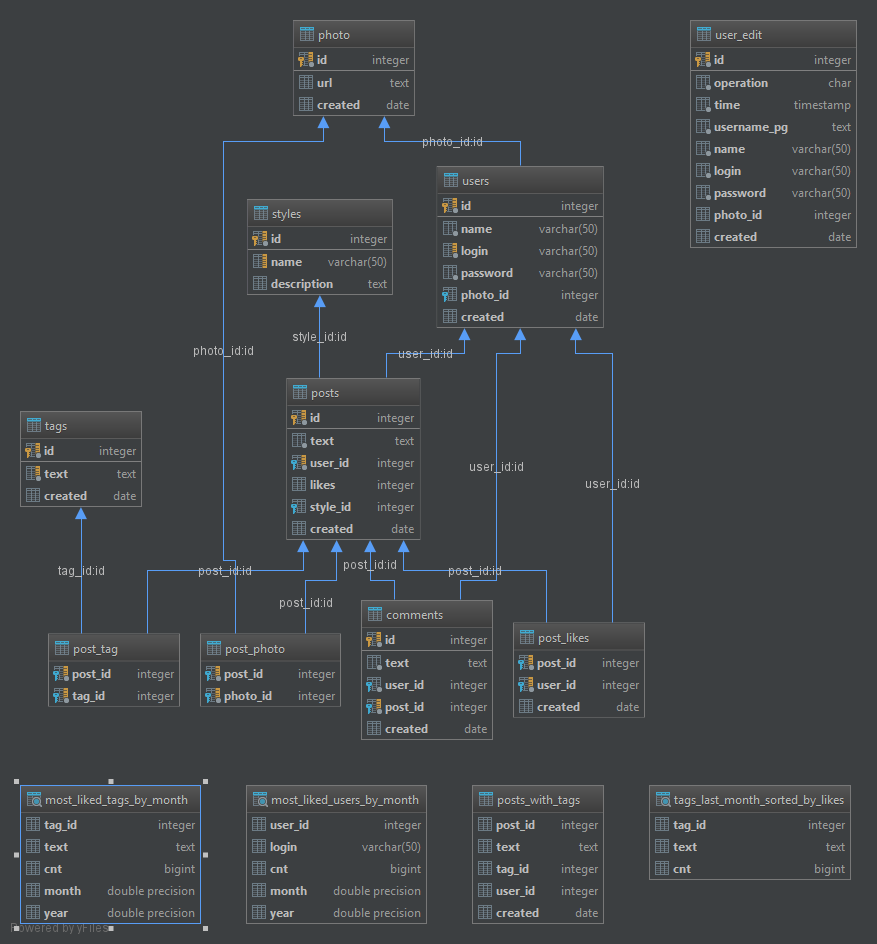 photo
id integer
url text
created date
user_edit
id integer
operation char
time timestamp
username_pg text
name varchar(50)
login varchar(50)
password varchar(50)
photo_id integer
created date
photo_id:id
users
id integer
name varchar(50)
login varchar(50)
password varchar(50)
photo_id integer
created date
styles
id integer
name varchar(50)
description text
style_id:id
photo_id:id
user_id:id
posts
id integer
text text
user_id integer
likes integer
style_id integer
created date
tags
id integer
text text
created date
user_id:id
user_id:id
tag_id:id
post_id:id
post_id:id
post_id:id
post_id:id
post_tag
post_id integer
tag_id integer
post_photo
post_id integer
photo_id integer
comments
id integer
text text
user_id integer
post_id integer
created date
post_likes
post_id integer
user_id integer
created date
most_liked_tags_by_month
tag_id integer
text text
cnt bigint
month double precision
year double precision
most_liked_users_by_month
user_id integer
login varchar(50)
cnt bigint
month double precision
year double precision
posts_with_tags
post_id integer
text text
tag_id integer
user_id integer
created date
tags_last_month_sorted_by_likes
tag_id integer
text text
cnt bigint
Powered by yFiles